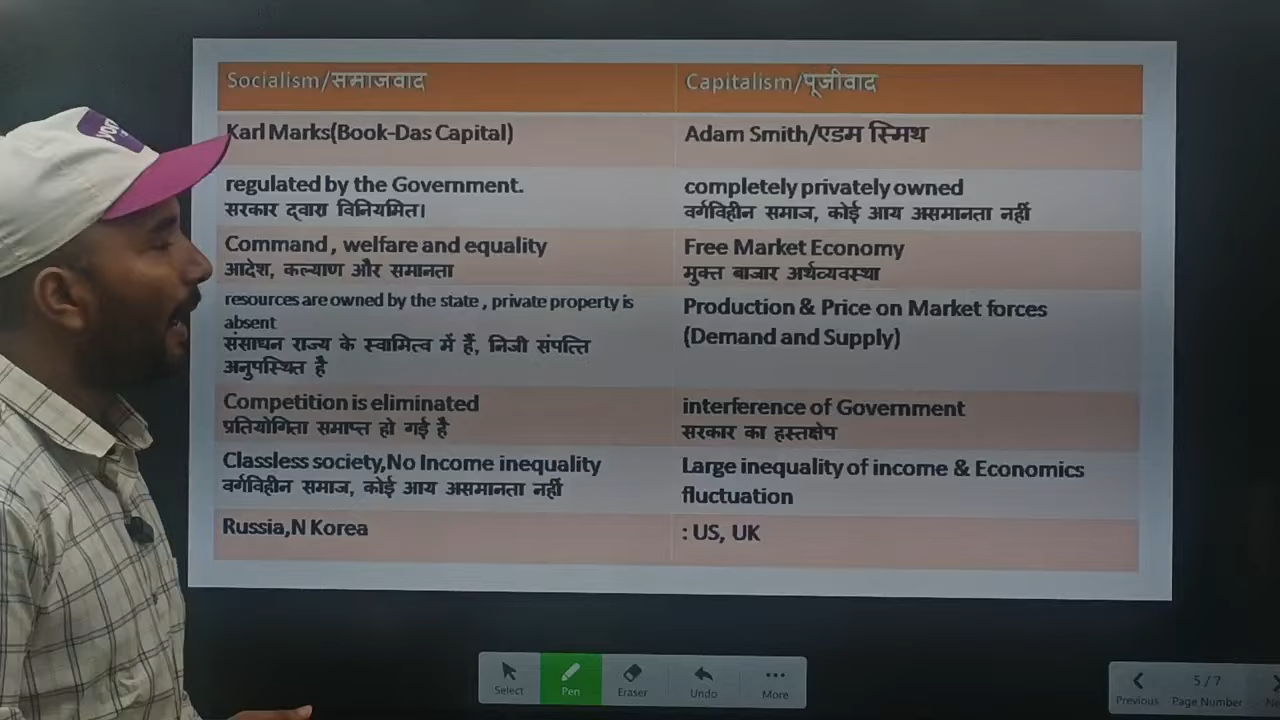 Socialism/समाजवाद
Capitalism/पूजीवाद
Karl Marks(Book-Das Capital)
Adam Smith/एडम स्मिथ
regulated by the Government.
सरकार द्वारा विनियमित।
completely privately owned
वर्गविहीन समाज, कोई आय असमानता नहीं
Command , welfare and equality
आदेश, कल्याण और समानता
Free Market Economy
मुक्त बाजार अर्थव्यवस्था
resources are owned by the state , private property is
absent
संसाधन राज्य के स्वामित्व में हैं, निजी संपत्ति
अनुपस्थित है
Production & Price on Market forces
(Demand and Supply)
Competition is eliminated
प्रतियोगिता समाप्त हो गई है
interference of Government
सरकार का हस्तक्षेप
Classless society,No Income inequality
वर्गविहीन समाज, कोई आय असमानता नहीं
Large inequality of income & Economics
fluctuation
Russia,N Korea
: US, UK
Select
Pen
Eraser
Undo
More
5/7
Previous
Page Number